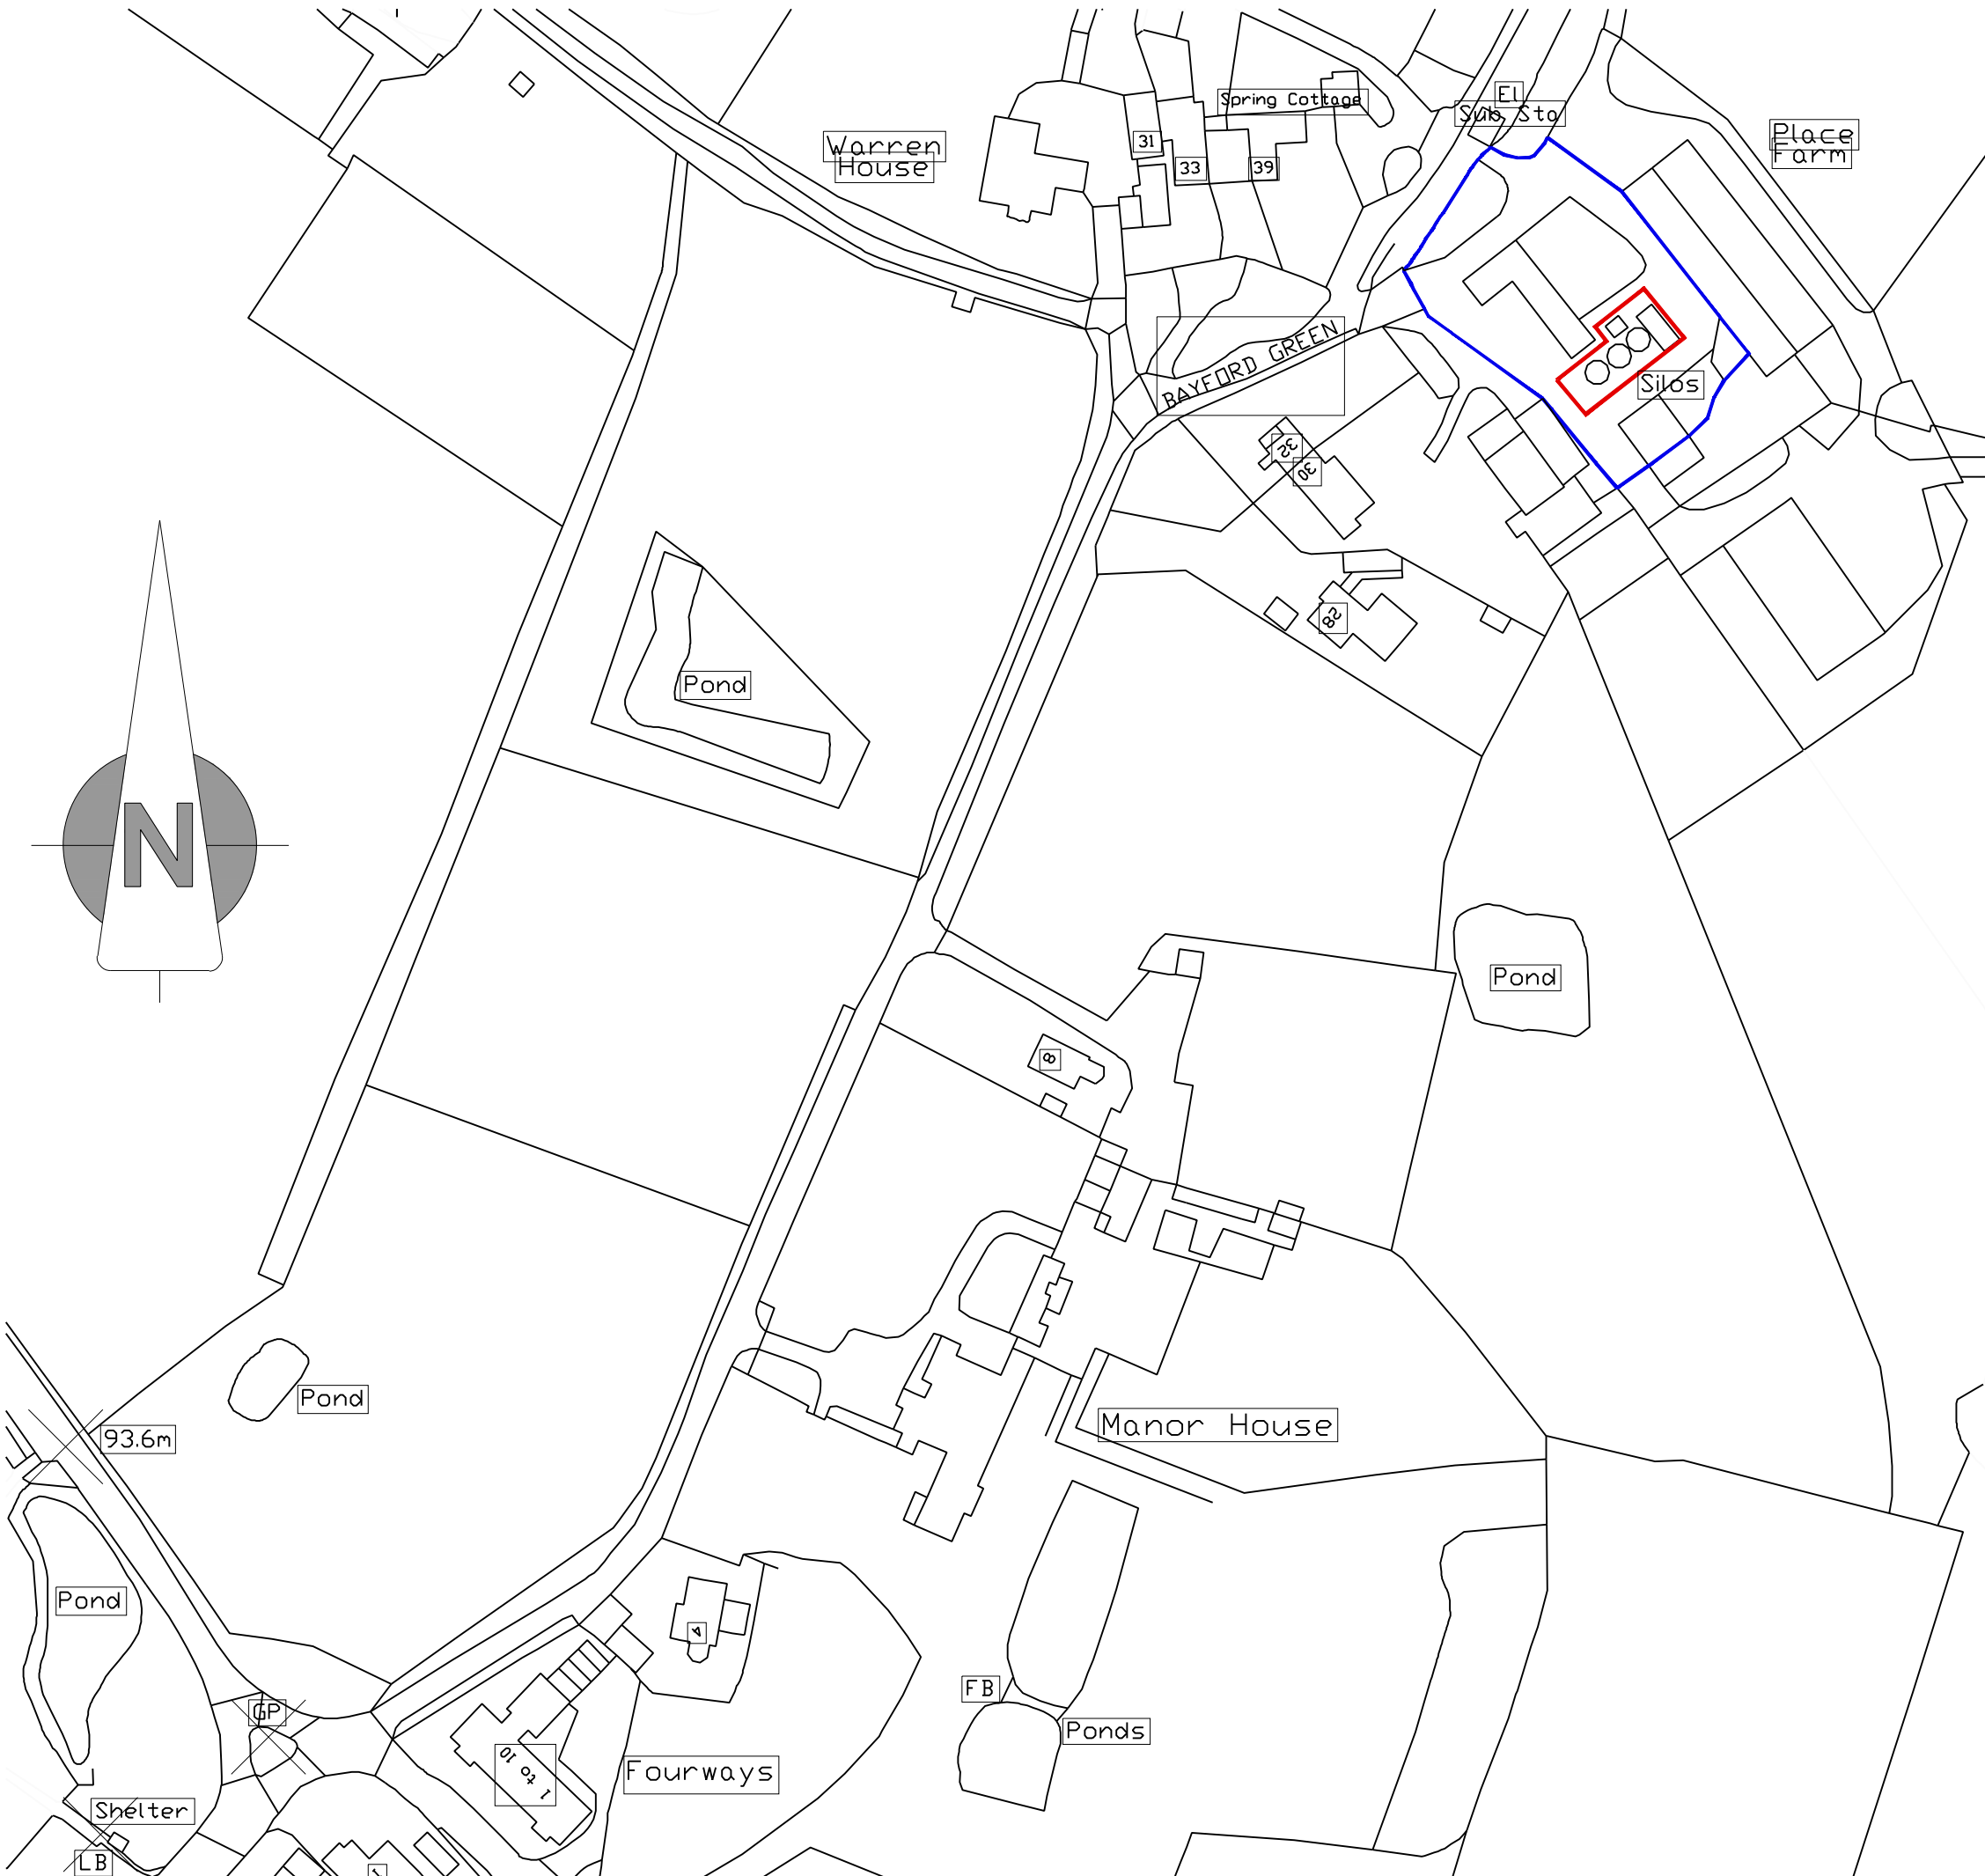 El
Sub Sta
Spring Cottage
Place
Farm
Warren
House
31
33
39
BAYFORD GREEN
Silos
32
30
28
Pond
N
Pond
8
Pond
93.6m
Manor House
Pond
4
FB
GP
Ponds
Fourways
1 to 10
Shelter
LB